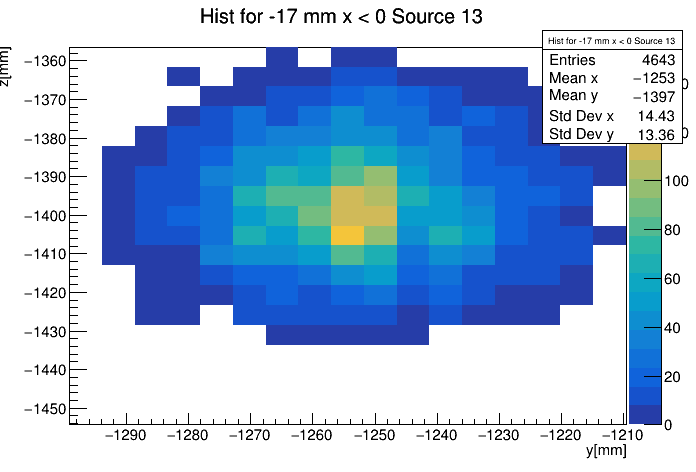 Hist for -17 mm x < 0 Source 13
z[mm]
Hist for -17 mm x < 0 Source 13
Entries 4643
Mean x −1253
Mean y −1397
Std Dev x 14.43
Std Dev y 13.36
−1360
−1370
−1380
−1390
−1400
−1410
−1420
−1430
−1440
−1450
−1290
−1280
−1270
−1260
−1250
−1240
−1230
−1220
−1210
y[mm]
100
80
60
40
20
0